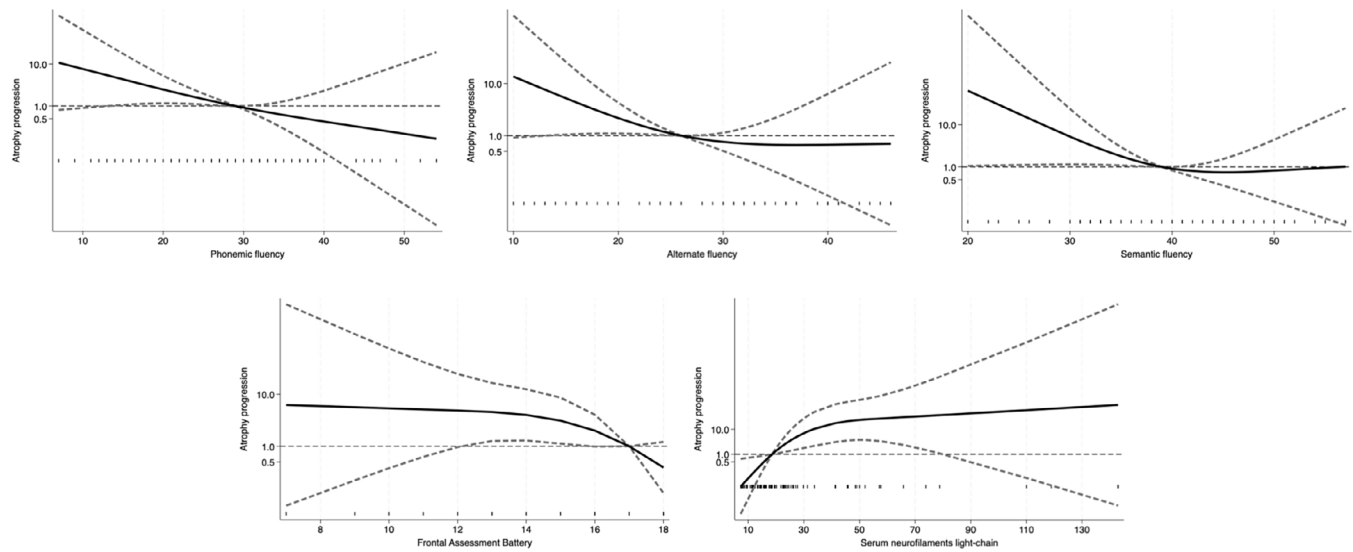 Atrophy progression
10.0
1.0
0.5
10 20 30 40 50
Phonemic fluency
Atrophy progression
10.0
1.0
0.5
10 20 30 40
Alternate fluency
Atrophy progression
10.0
1.0
0.5
20 30 40 50
Semantic fluency
Atrophy progression
10.0
1.0
0.5
8 10 12 14 16 18
Frontal Assessment Battery
Atrophy progression
10.0
1.0
0.5
10 30 50 70 90 110 130
Serum neurofilaments light-chain